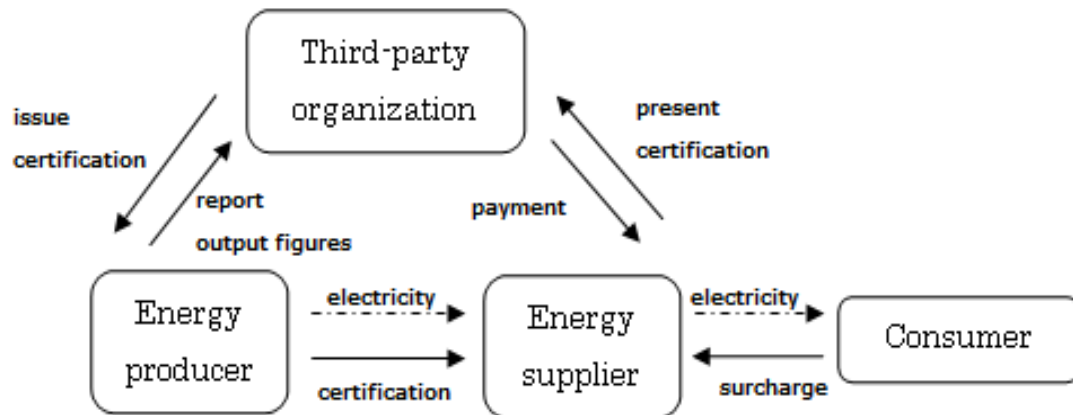 Third-party
organization
issue
certification
present
certification
report
output figures
payment
Energy
producer
electricity
certification
Energy
supplier
electricity
surcharge
Consumer